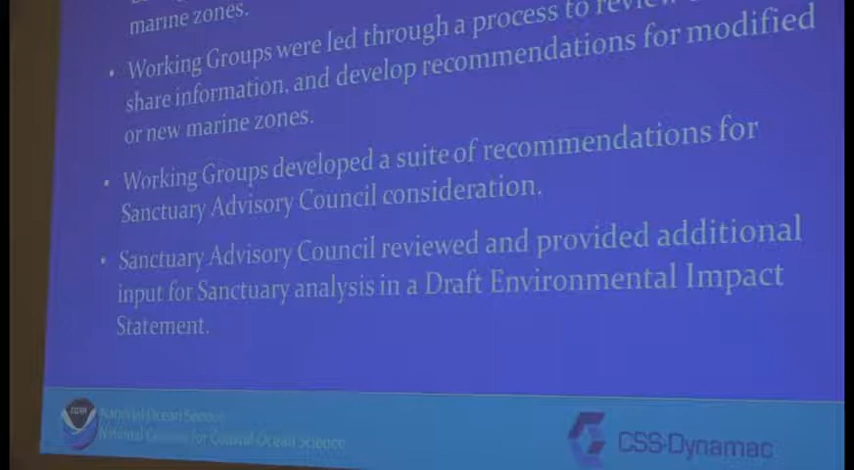 marine zones.
• Working Groups were led through a process to review
share information, and develop recommendations for modified
or new marine zones.
• Working Groups developed a suite of recommendations for
Sanctuary Advisory Council consideration.
• Sanctuary Advisory Council reviewed and provided additional
input for Sanctuary analysis in a Draft Environmental Impact
Statement.
National Ocean Service
National Centers for Coastal Ocean Science
CSS-Dynamac